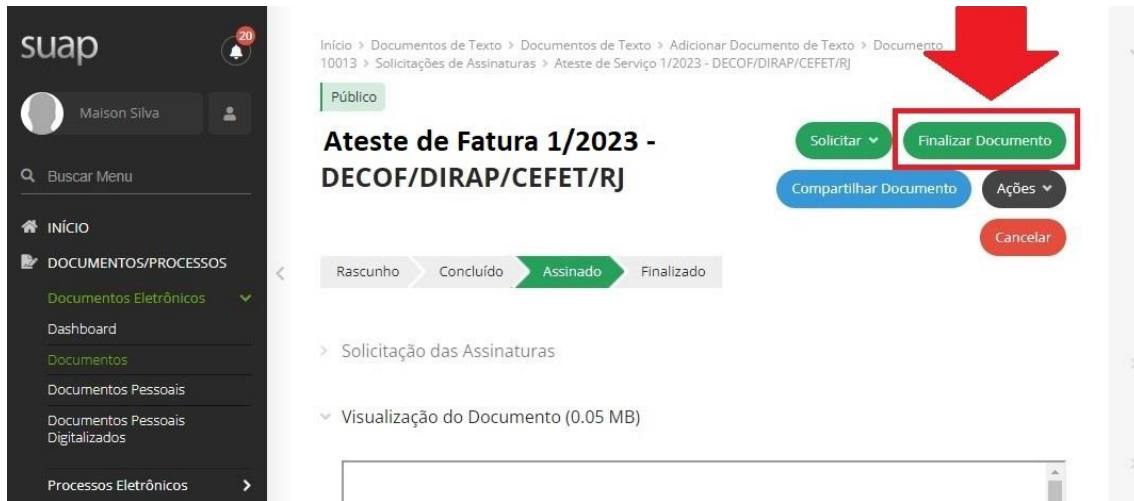 suap
20
Maison Silva
Buscar Menu
INÍCIO
DOCUMENTOS/PROCESSOS
Documentos Eletrônicos
Dashboard
Documentos
Documentos Pessoais
Documentos Pessoais
Digitalizados
Processos Eletrônicos
Início > Documentos de Texto > Documentos de Texto > Adicionar Documento de Texto > Documento
10013 > Solicitações de Assinaturas > Ateste de Serviço 1/2023 - DECOF/DIRAP/CEFET/RJ
Público
Ateste de Fatura 1/2023 -
DECOF/DIRAP/CEFET/RJ
Solicitar
Finalizar Documento
Compartilhar Documento
Ações
Cancelar
Rascunho
Concluído
Assinado
Finalizado
Solicitação das Assinaturas
Visualização do Documento (0.05 MB)